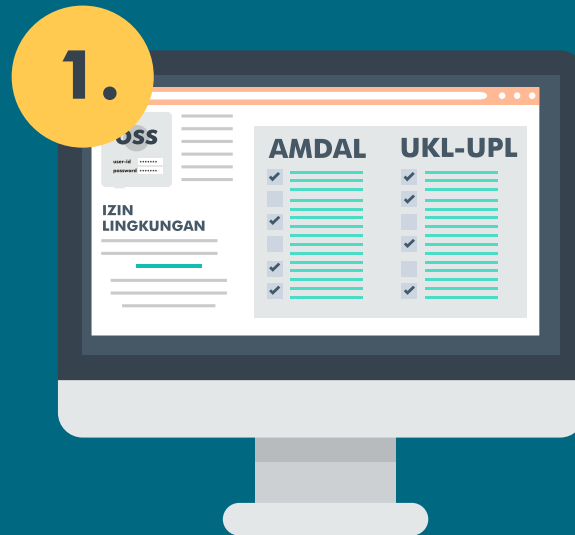 1.
OSS
user-id
password
IZIN
LINGKUNGAN
AMDAL
UKL-UPL